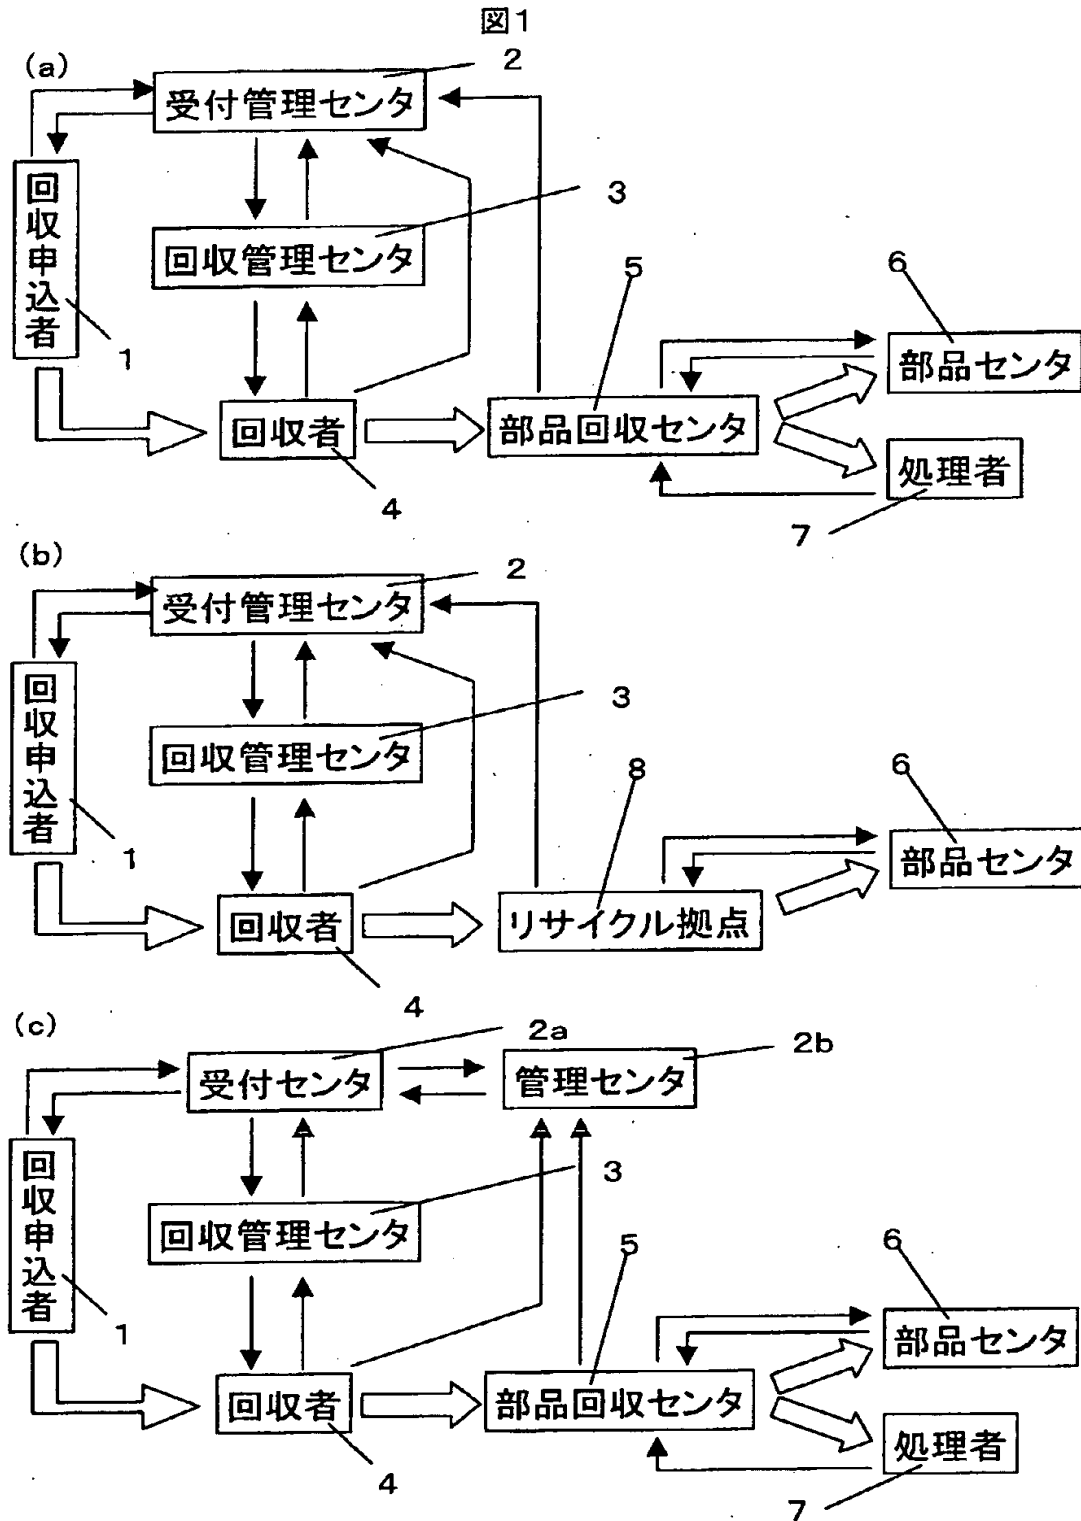 図1
(a)
2
受付管理センタ
回収申込者
1
3
回収管理センタ
5
6
部品センタ
回収者
4
部品回収センタ
処理者
7
(b)
2
受付管理センタ
回収申込者
1
3
回収管理センタ
8
6
部品センタ
回収者
4
リサイクル拠点
(c)
2a
受付センタ
2b
管理センタ
回収申込者
1
3
回収管理センタ
5
6
部品センタ
回収者
4
部品回収センタ
処理者
7